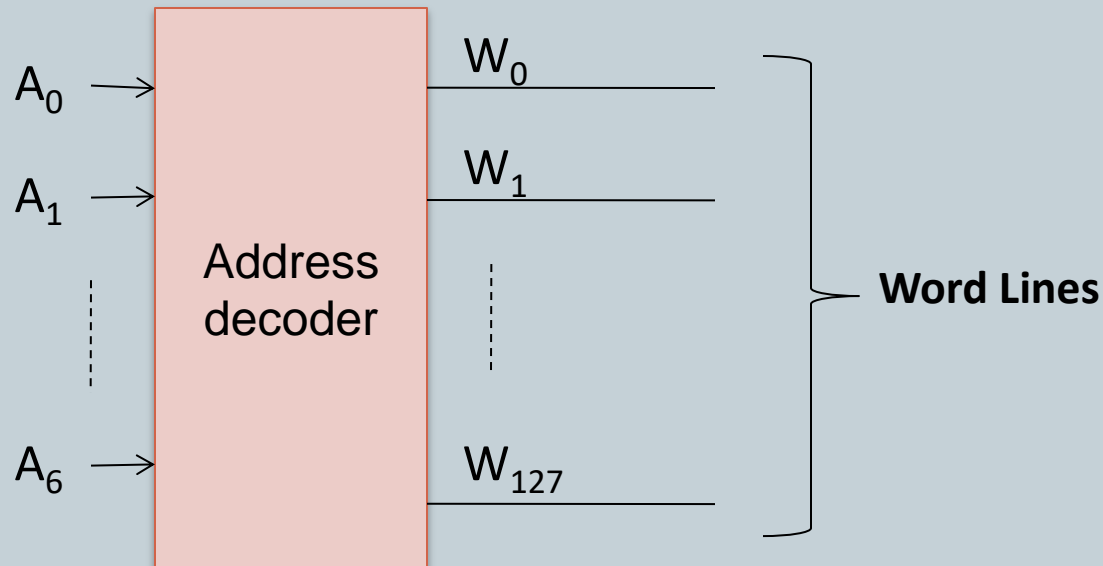 A₀
W₀
A₁
W₁
Address
decoder
Word Lines
A₆
W₁₂₇